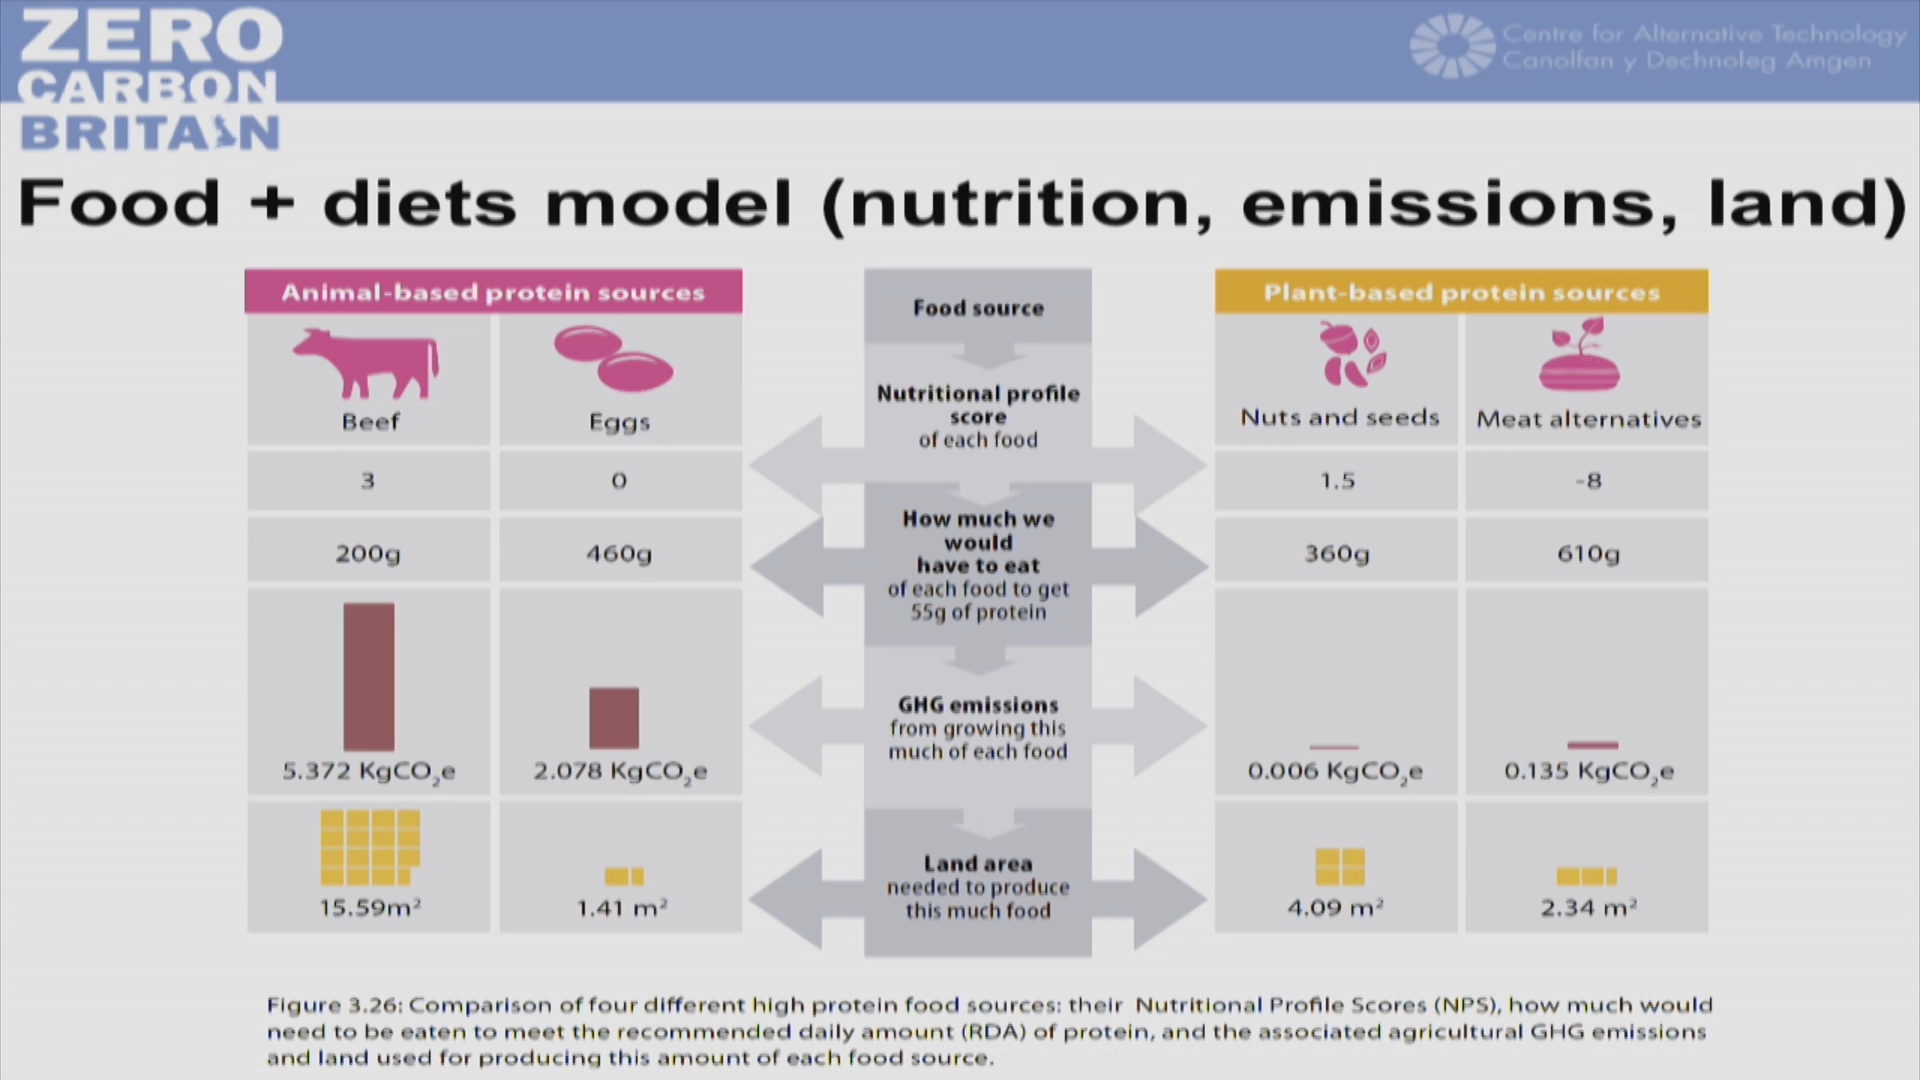 ZERO
CARBON
BRITAIN
Centre for Alternative Technology
Canolfan y Dechnoleg Amgen
Food + diets model (nutrition, emissions, land)
Animal-based protein sources
Beef
Eggs
3
0
200g
460g
5.372 KgCO₂e
2.078 KgCO₂e
15.59m²
1.41 m²
Food source
Nutritional profile
score
of each food
How much we
would
have to eat
of each food to get
55g of protein
GHG emissions
from growing this
much of each food
Land area
needed to produce
this much food
Plant-based protein sources
Nuts and seeds
Meat alternatives
1.5
-8
360g
610g
0.006 KgCO₂e
0.135 KgCO₂e
4.09 m²
2.34 m²
Figure 3.26: Comparison of four different high protein food sources: their Nutritional Profile Scores (NPS), how much would
need to be eaten to meet the recommended daily amount (RDA) of protein, and the associated agricultural GHG emissions
and land used for producing this amount of each food source.